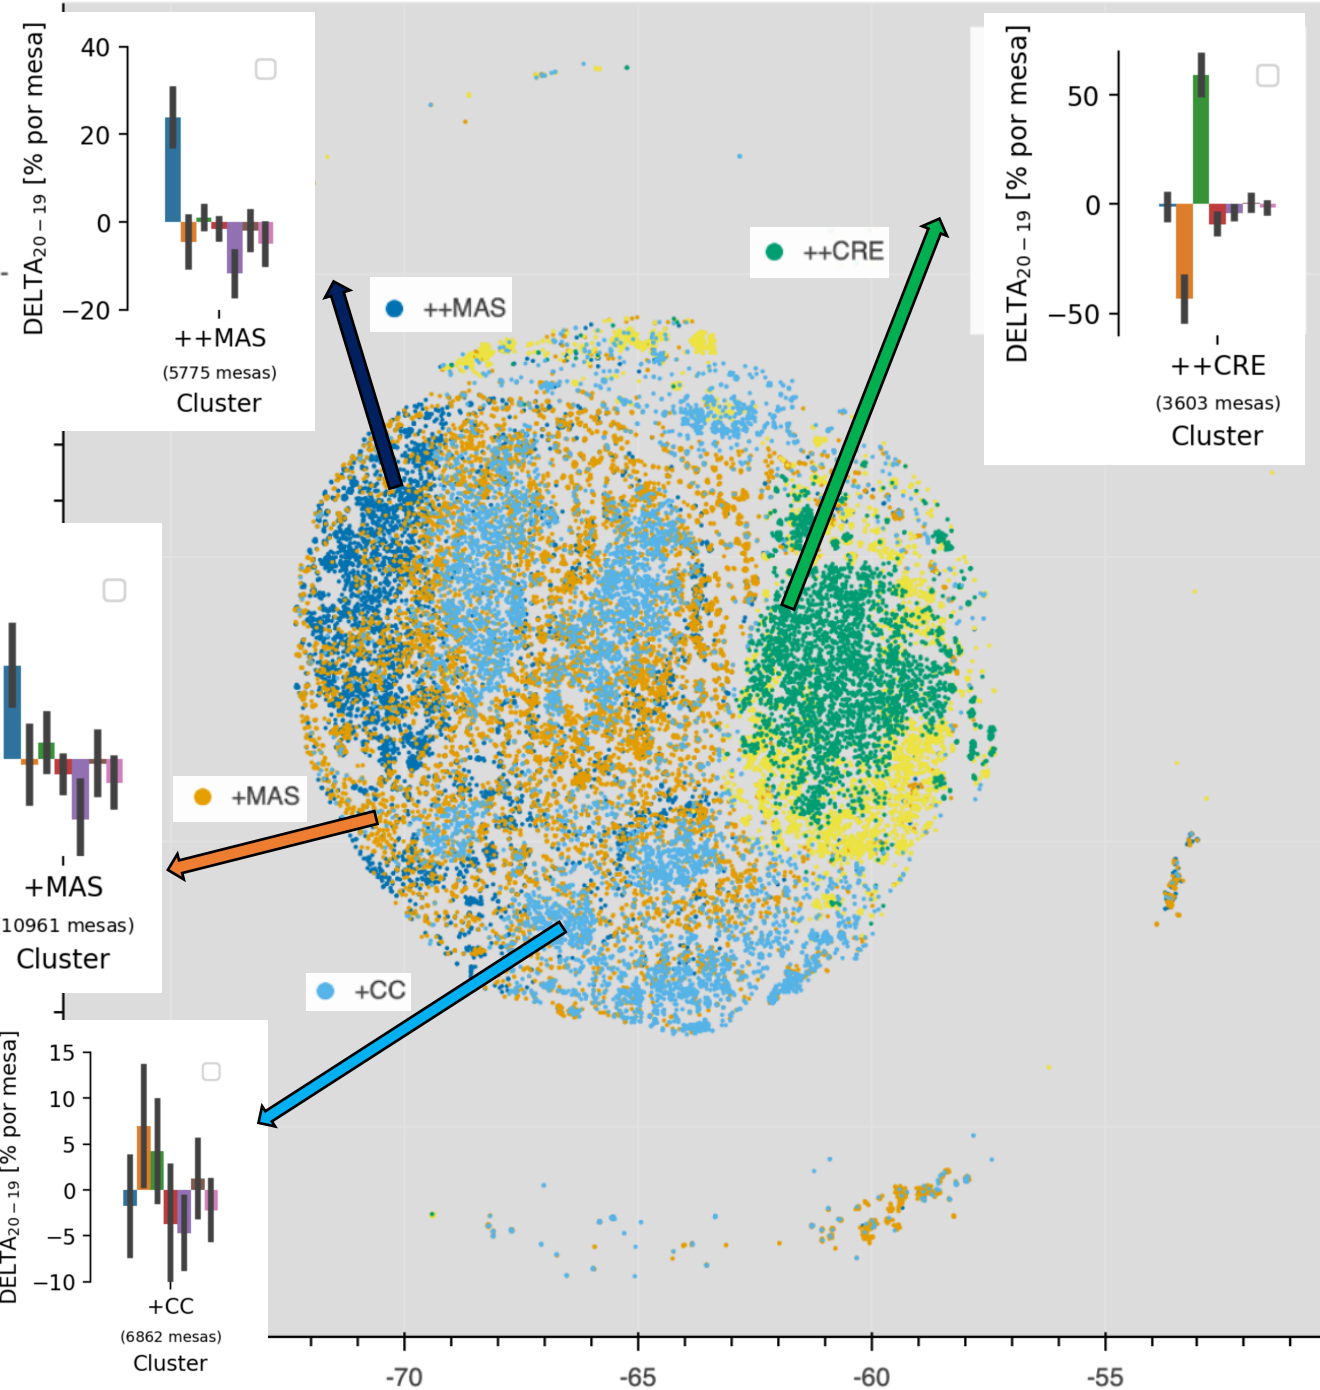 DELTA20−19 [% por mesa]
40
20
0
−20
++MAS
(5775 mesas)
Cluster
DELTA20−19 [% por mesa]
50
0
−50
++CRE
(3603 mesas)
Cluster
++CRE
++MAS
+MAS
+MAS
(10961 mesas)
Cluster
+CC
DELTA20−19 [% por mesa]
15
10
5
0
−5
−10
+CC
(6862 mesas)
Cluster
-70
-65
-60
-55